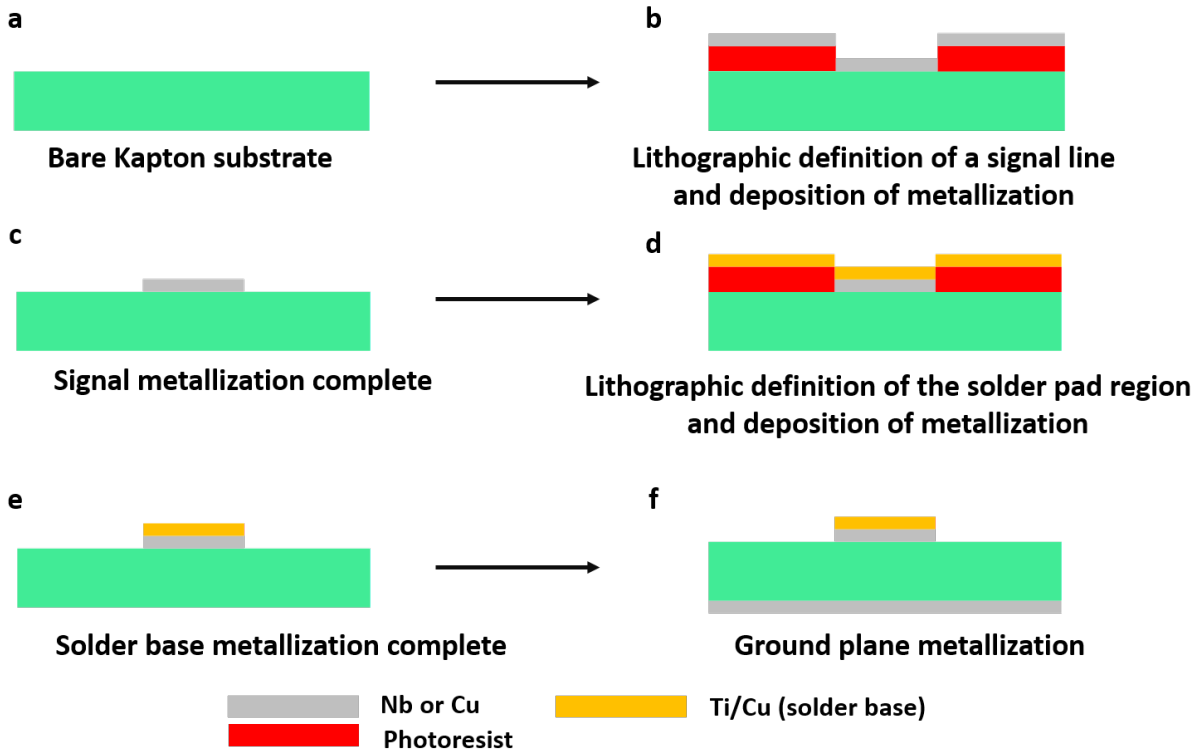 a
b
Bare Kapton substrate
Lithographic definition of a signal line
and deposition of metallization
c
d
Signal metallization complete
Lithographic definition of the solder pad region
and deposition of metallization
e
f
Solder base metallization complete
Ground plane metallization
Nb or Cu
Ti/Cu (solder base)
Photoresist